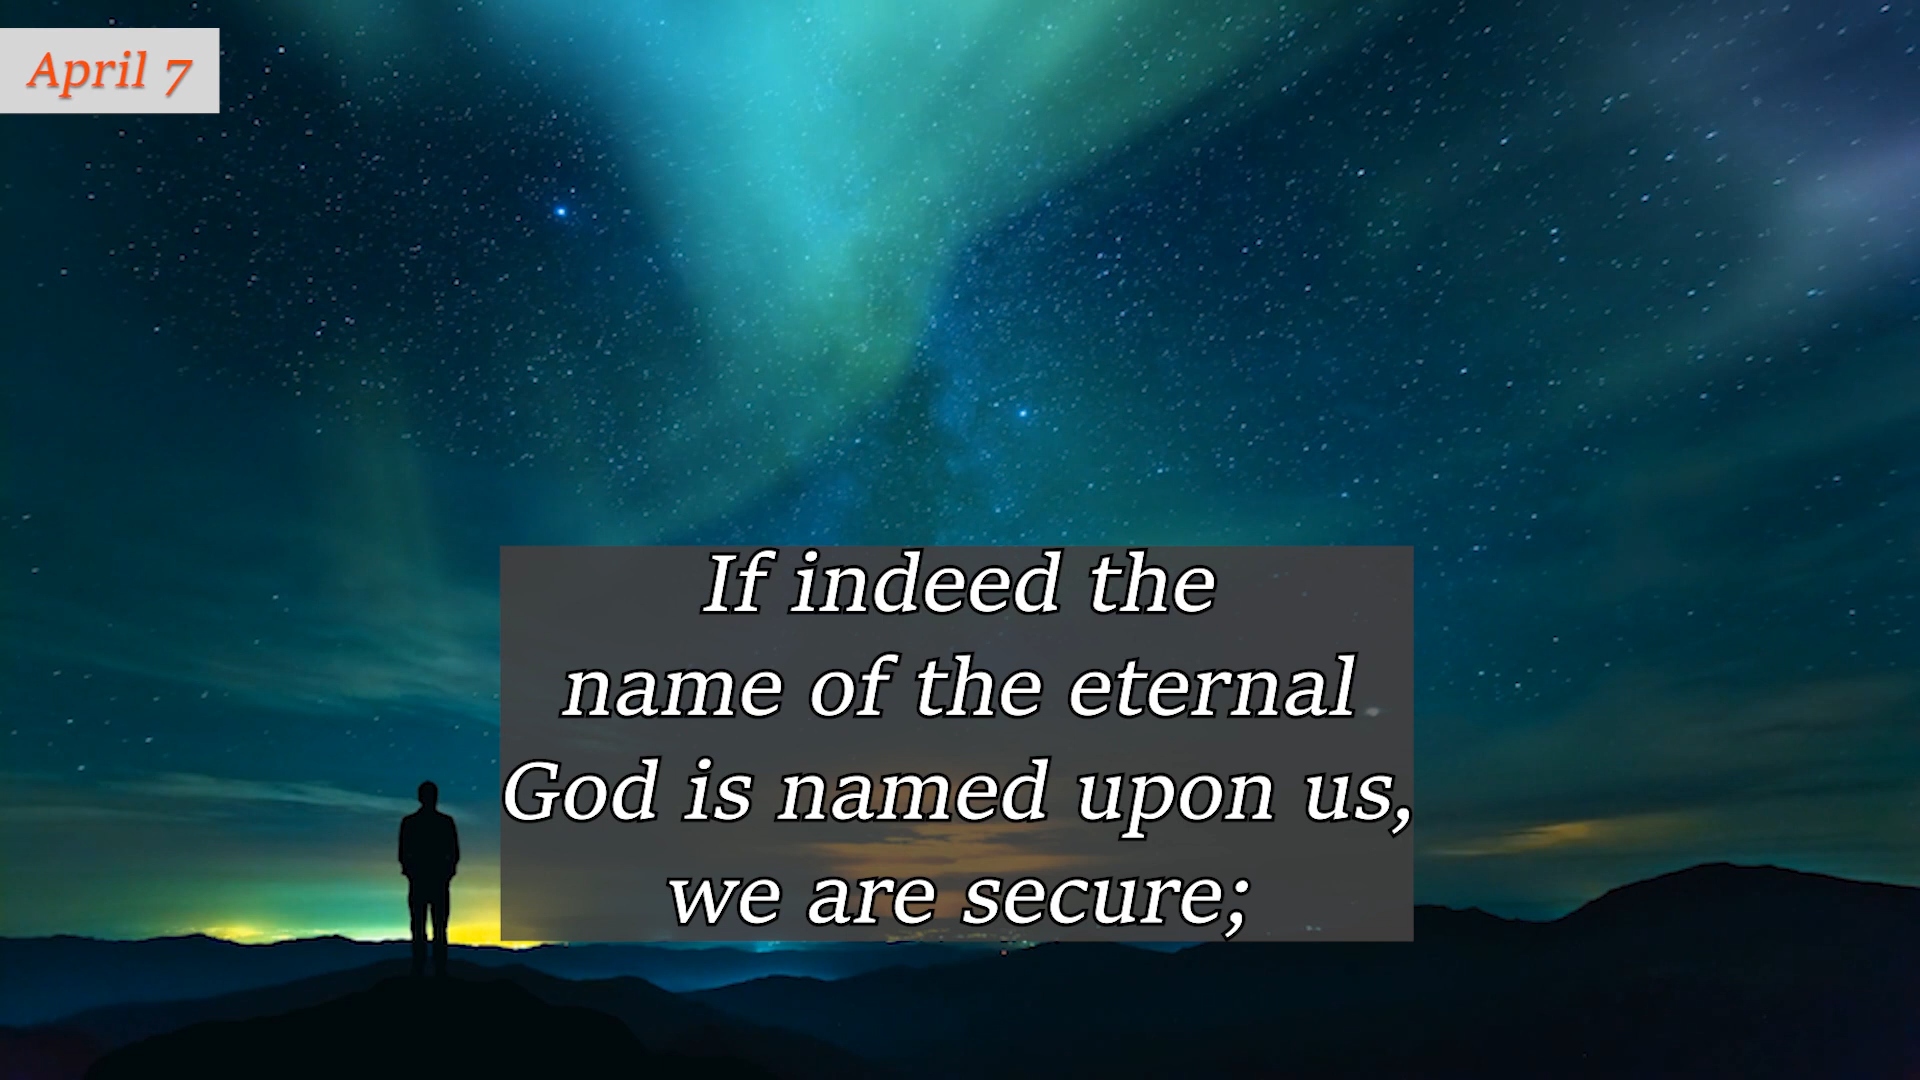 April 7
If indeed the
name of the eternal
God is named upon us,
we are secure;